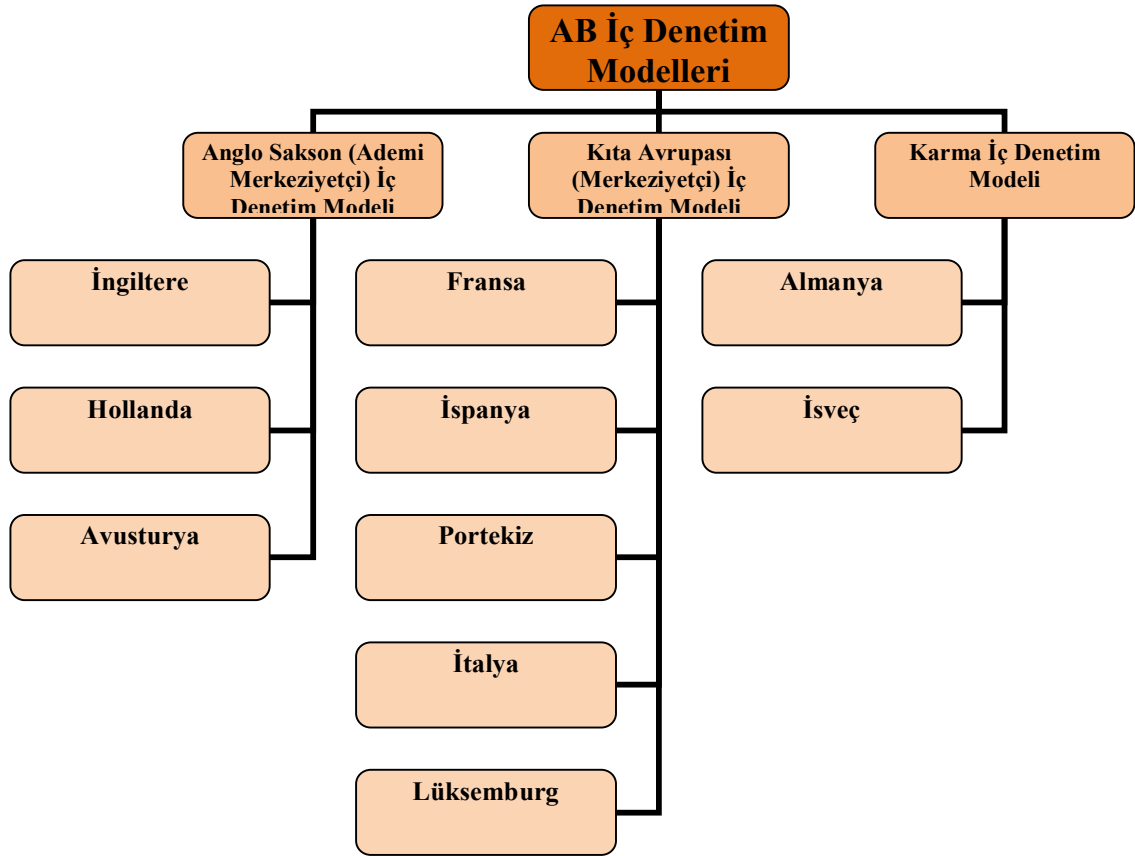 AB İç Denetim
Modelleri
Anglo Sakson (Ademi
Merkeziyetçi) İç
Denetim Modeli
Kıta Avrupası
(Merkeziyetçi) İç
Denetim Modeli
Karma İç Denetim
Modeli
İngiltere
Fransa
Almanya
Hollanda
İspanya
İsveç
Avusturya
Portekiz
İtalya
Lüksemburg